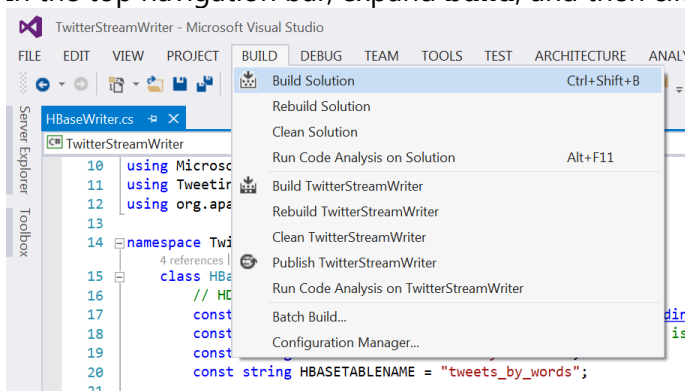 TwitterStreamWriter - Microsoft Visual Studio
FILE EDIT VIEW PROJECT BUILD DEBUG TEAM TOOLS TEST ARCHITECTURE
Build Solution Ctrl+Shift+B
Rebuild Solution
Clean Solution
Run Code Analysis on Solution Alt+F11
Build TwitterStreamWriter
Rebuild TwitterStreamWriter
Clean TwitterStreamWriter
Publish TwitterStreamWriter
Run Code Analysis on TwitterStreamWriter
Batch Build...
Configuration Manager...
Server Explorer
Toolbox
HBaseWriter.cs
C# TwitterStreamWriter
10 using Microsc
11 using Tweetin
12 using org.apa
13
14 namespace Twi
4 references
15 class HBa
16 // HD
17 const
18 const is
19 const
20 const string HBASETABLENAME = "tweets_by_words";